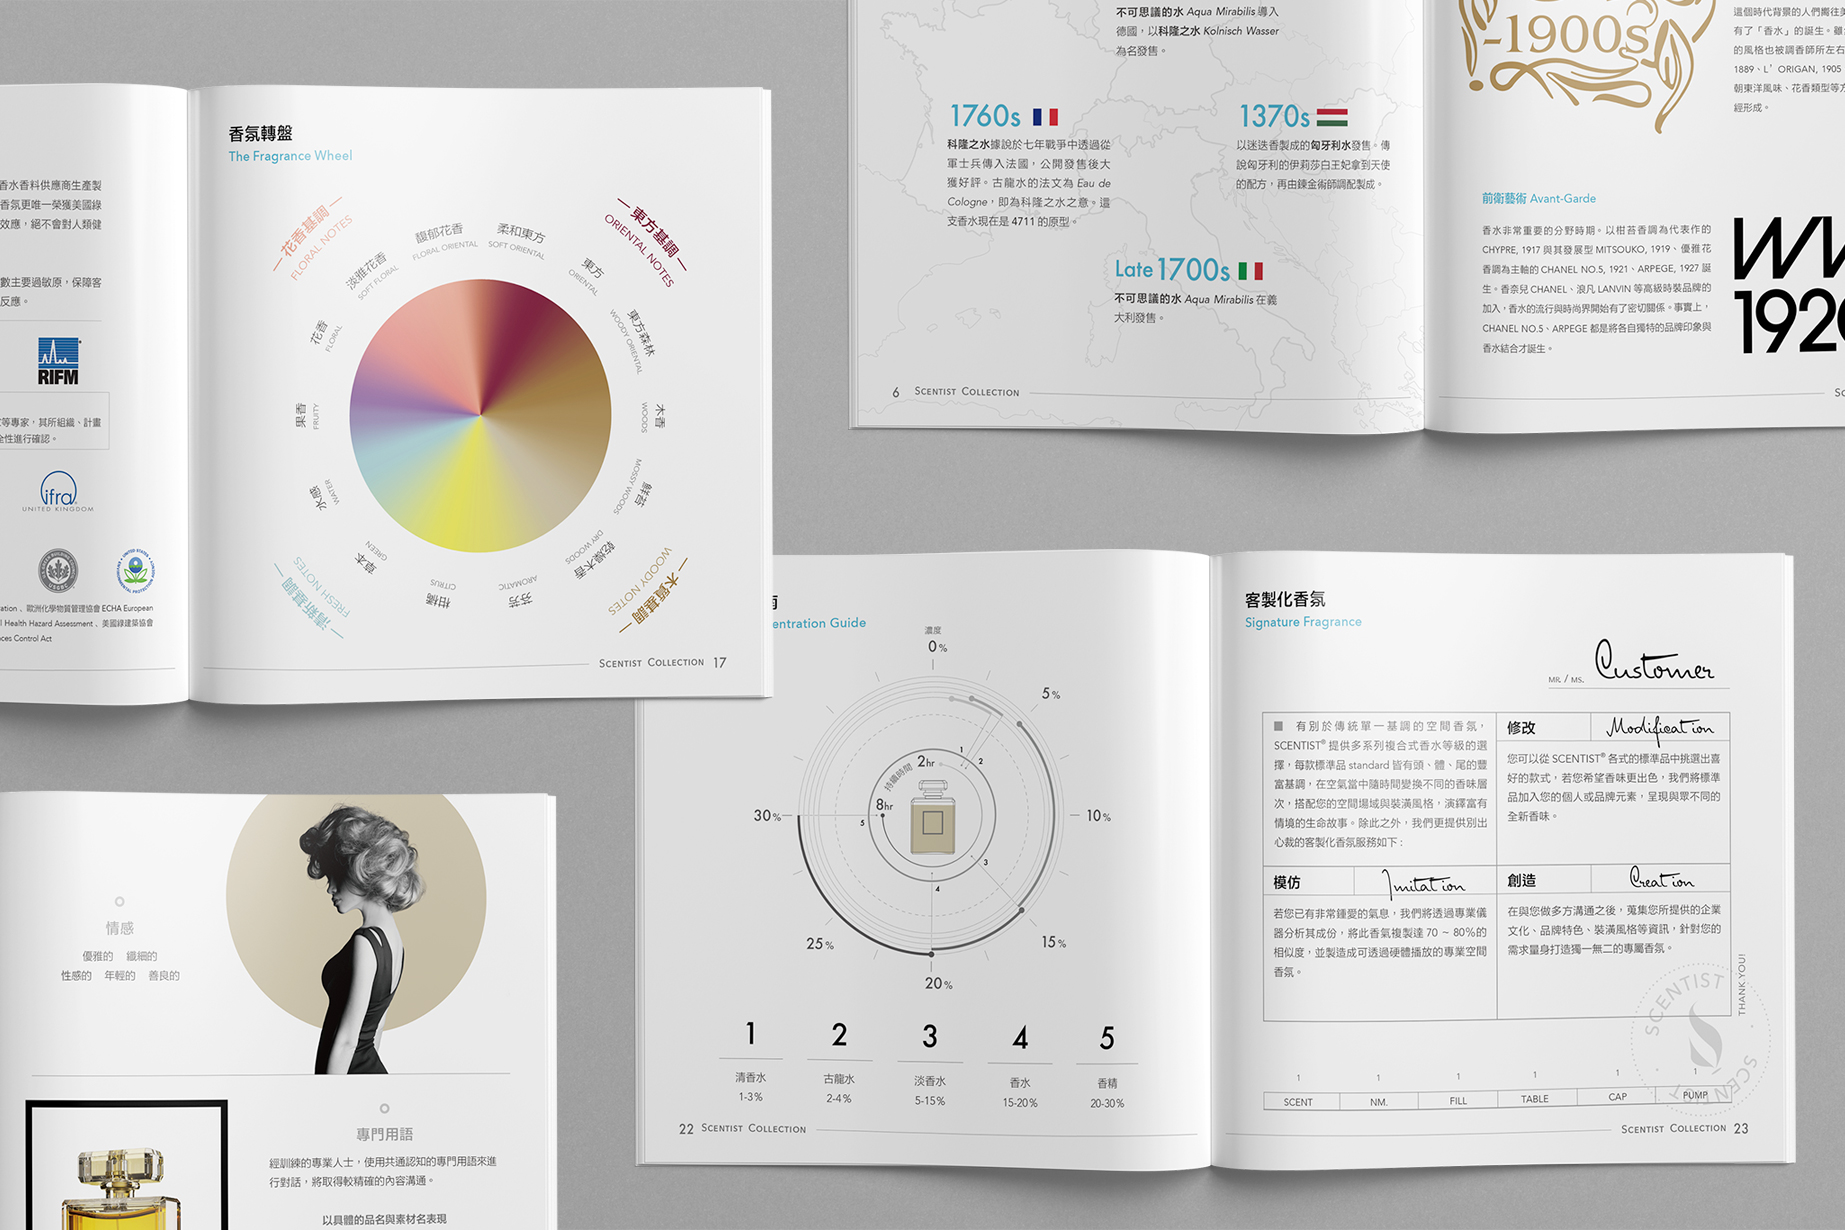 香水香料供應商生產製
香氛更唯一榮獲美國綠
效應，絕不會對人類健
數主要過敏原，保障客
反應。
RIFM
等專家，其所組織、計畫
全性進行確認。
ifra
UNITED KINGDOM
歐洲化學物質管理協會 ECHA European
Health Hazard Assessment 、美國綠建築協會
Control Act
香氛轉盤
The Fragrance Wheel
花香基調
FLORAL NOTES
東方基調
ORIENTAL NOTES
木質基調
WOODY NOTES
清新基調
FRESH NOTES
馥郁花香
FLORAL ORIENTAL
柔和東方
SOFT ORIENTAL
東方
ORIENTAL
東方森林
WOODY ORIENTAL
木香
WOODS
鮮苔
MOSSY WOODS
乾燥木香
DRY WOODS
芬芳
AROMATIC
柑橘
CITRUS
草本
GREEN
水感
WATER
果香
FRUITY
花香
FLORAL
淡雅花香
SOFT FLORAL
SCENTIST COLLECTION 17
不可思議的水 Aqua Mirabilis 導入
德國，以科隆之水 Kolnisch Wasser
為名發售。
1760s
科隆之水據說於七年戰爭中透過從
軍士兵傳入法國，公開發售後大
獲好評。古龍水的法文為 Eau de
Cologne，即為科隆之水之意。這
支香水現在是 4711 的原型。
1370s
以迷迭香製成的匈牙利水發售。傳
說匈牙利的伊莉莎白王妃拿到天使
的配方，再由鍊金術師調配製成。
Late 1700s
不可思議的水 Aqua Mirabilis 在義
大利發售。
6 SCENTIST COLLECTION
-1900s
這個時代背景的人們嚮往美
有了「香水」的誕生。雖
的風格也被調香師所左右
1889、L' ORIGAN, 1905
朝東洋風味、花香類型等方
經形成。
前衛藝術 Avant-Garde
香水非常重要的分野時期。以柑苔香調為代表作的
CHYPRE, 1917 與其發展型 MITSOUKO, 1919、優雅花
香調為主軸的 CHANEL NO.5, 1921、ARPEGE, 1927 誕
生。香奈兒 CHANEL、浪凡 LANVIN 等高級時裝品牌的
加入，香水的流行與時尚界開始有了密切關係。事實上，
CHANEL NO.5、ARPEGE 都是將各自獨特的品牌印象與
香水結合才誕生。
192
情感
優雅的 纖細的
性感的 年輕的 善良的
專門用語
經訓練的專業人士，使用共通認知的專門用語來進
行對話，將取得較精確的內容溝通。
以具體的品名與素材名表現
entration Guide
濃度
0%
5%
10%
15%
20%
25%
30%
持續時間
2hr
8hr
1
2
3
4
5
1 2 3 4 5
清香水 古龍水 淡香水 香水 香精
1-3% 2-4% 5-15% 15-20% 20-30%
22 SCENTIST COLLECTION
客製化香氛
Signature Fragrance
MR. / MS. Customer
有別於傳統單一基調的空間香氛，
SCENTIST® 提供多系列複合式香水等級的選
擇，每款標準品 standard 皆有頭、體、尾的豐
富基調，在空氣當中隨時間變換不同的香味層
次，搭配您的空間場域與裝潢風格，演繹富有
情境的生命故事。除此之外，我們更提供別出
心裁的客製化香氛服務如下：
修改 Modification
您可以從 SCENTIST® 各式的標準品中挑選出喜
好的款式，若您希望香味更出色，我們將標準
品加入您的個人或品牌元素，呈現與眾不同的
全新香味。
模仿 Imitation
若您已有非常鍾愛的氣息，我們將透過專業儀
器分析其成份，將此香氣複製達 70 ~ 80%的
相似度，並製造成可透過硬體播放的專業空間
香氛。
創造 Creation
在與您做多方溝通之後，蒐集您所提供的企業
文化、品牌特色、裝潢風格等資訊，針對您的
需求量身打造獨一無二的專屬香氛。
THANK YOU!
SCENTIST
SCENTIST
1 1 1 1 1 1
SCENT NM. FILL TABLE CAP PUMP
SCENTIST COLLECTION 23